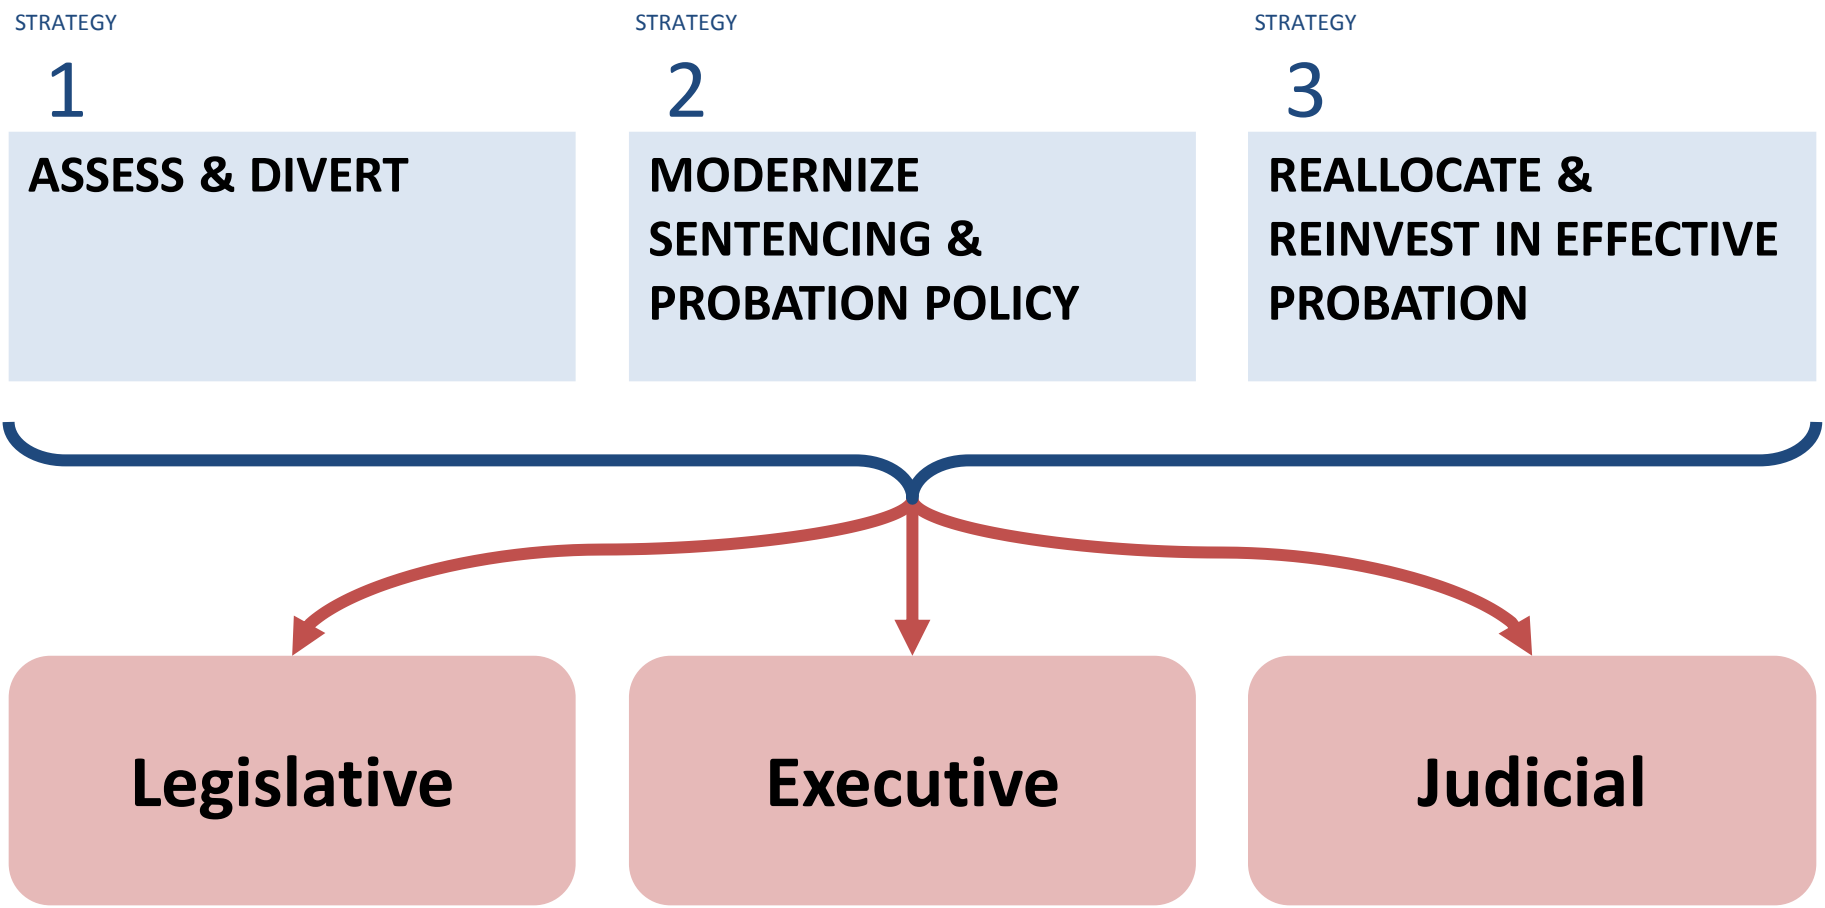 STRATEGY
1
ASSESS & DIVERT
STRATEGY
2
MODERNIZE
SENTENCING &
PROBATION POLICY
STRATEGY
3
REALLOCATE &
REINVEST IN EFFECTIVE
PROBATION
Legislative
Executive
Judicial